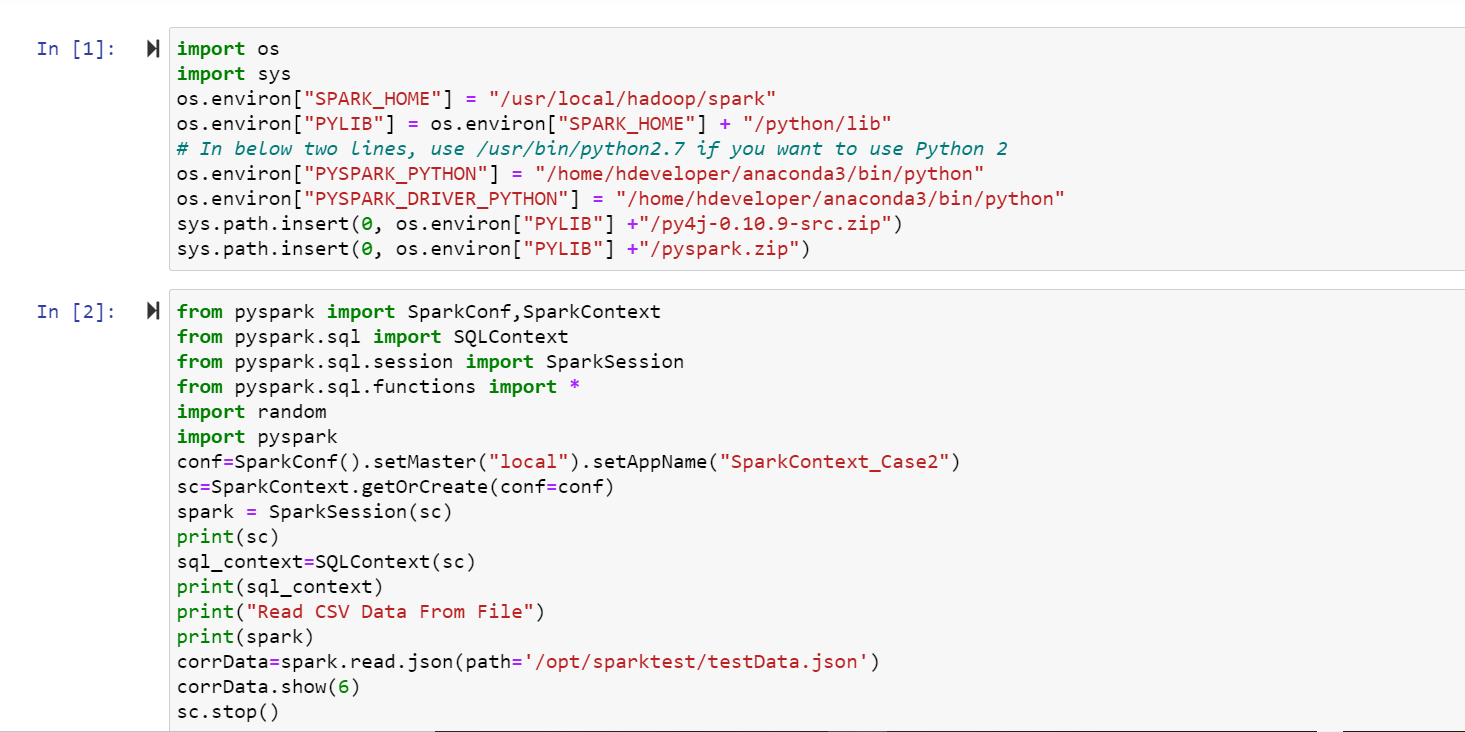 In [1]:
import os
import sys
os.environ["SPARK_HOME"] = "/usr/local/hadoop/spark"
os.environ["PYLIB"] = os.environ["SPARK_HOME"] + "/python/lib"
# In below two lines, use /usr/bin/python2.7 if you want to use Python 2
os.environ["PYSPARK_PYTHON"] = "/home/hdeveloper/anaconda3/bin/python"
os.environ["PYSPARK_DRIVER_PYTHON"] = "/home/hdeveloper/anaconda3/bin/python"
sys.path.insert(0, os.environ["PYLIB"] +"/py4j-0.10.9-src.zip")
sys.path.insert(0, os.environ["PYLIB"] +"/pyspark.zip")
In [2]:
from pyspark import SparkConf,SparkContext
from pyspark.sql import SQLContext
from pyspark.sql.session import SparkSession
from pyspark.sql.functions import *
import random
import pyspark
conf=SparkConf().setMaster("local").setAppName("SparkContext_Case2")
sc=SparkContext.getOrCreate(conf=conf)
spark = SparkSession(sc)
print(sc)
sql_context=SQLContext(sc)
print(sql_context)
print("Read CSV Data From File")
print(spark)
corrData=spark.read.json(path='/opt/sparktest/testData.json')
corrData.show(6)
sc.stop()